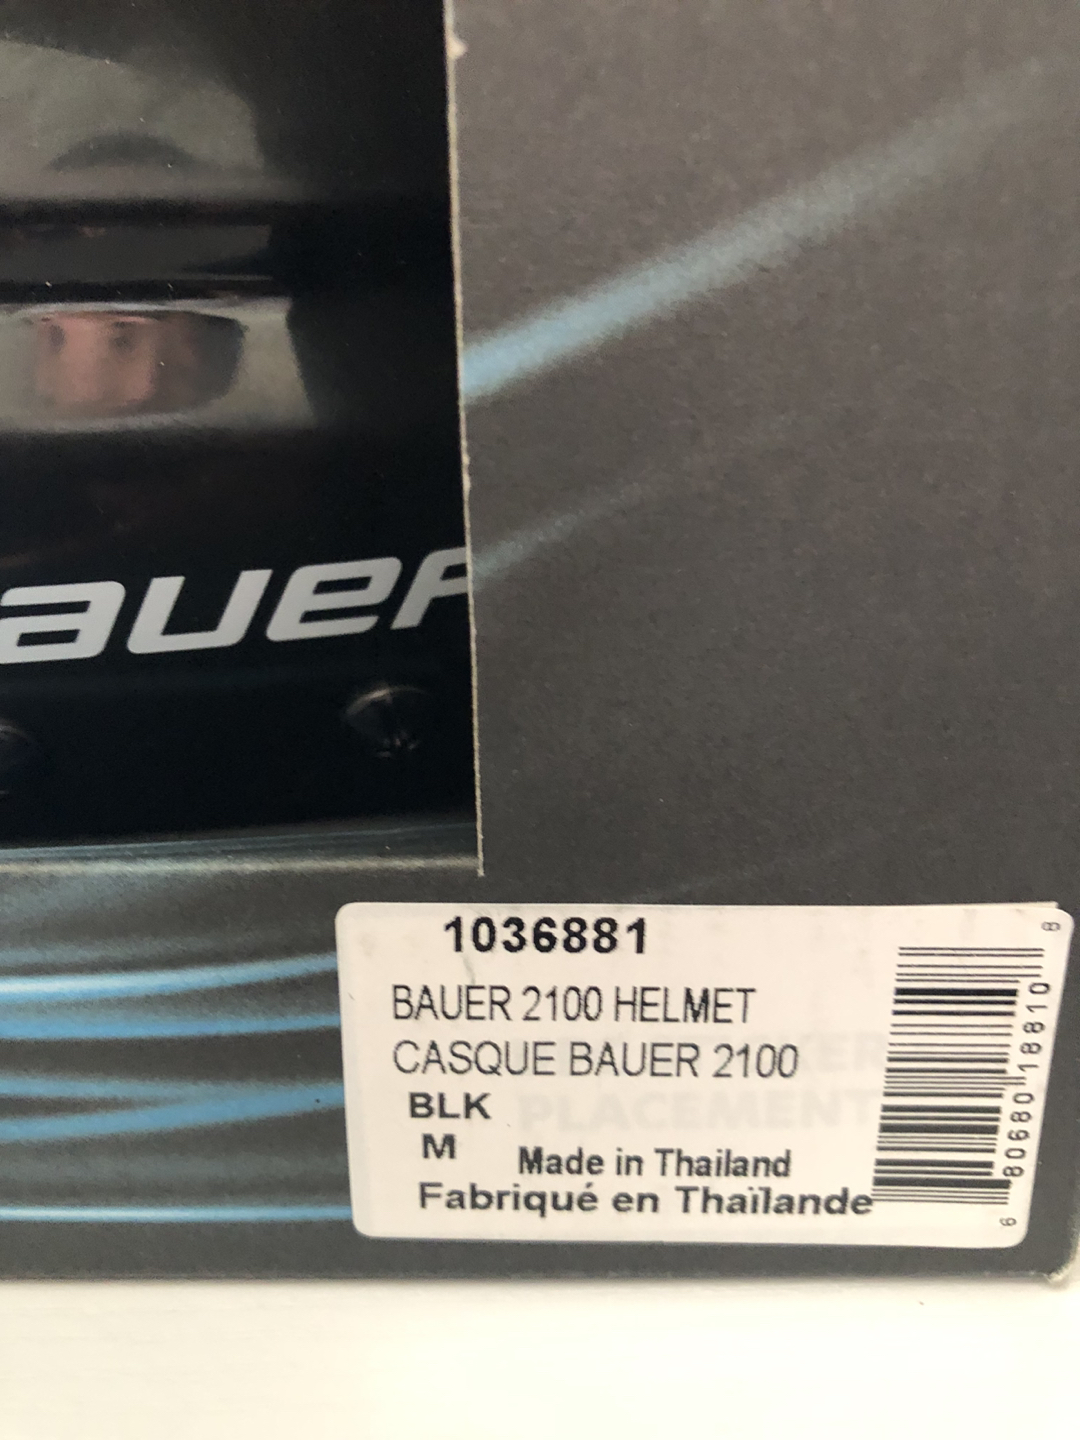 auer
1036881
BAUER 2100 HELMET
CASQUE BAUER 2100
BLK
PLACEMENT
M
Made in Thailand
Fabriqué en Thaïlande
6 80680 18810 8